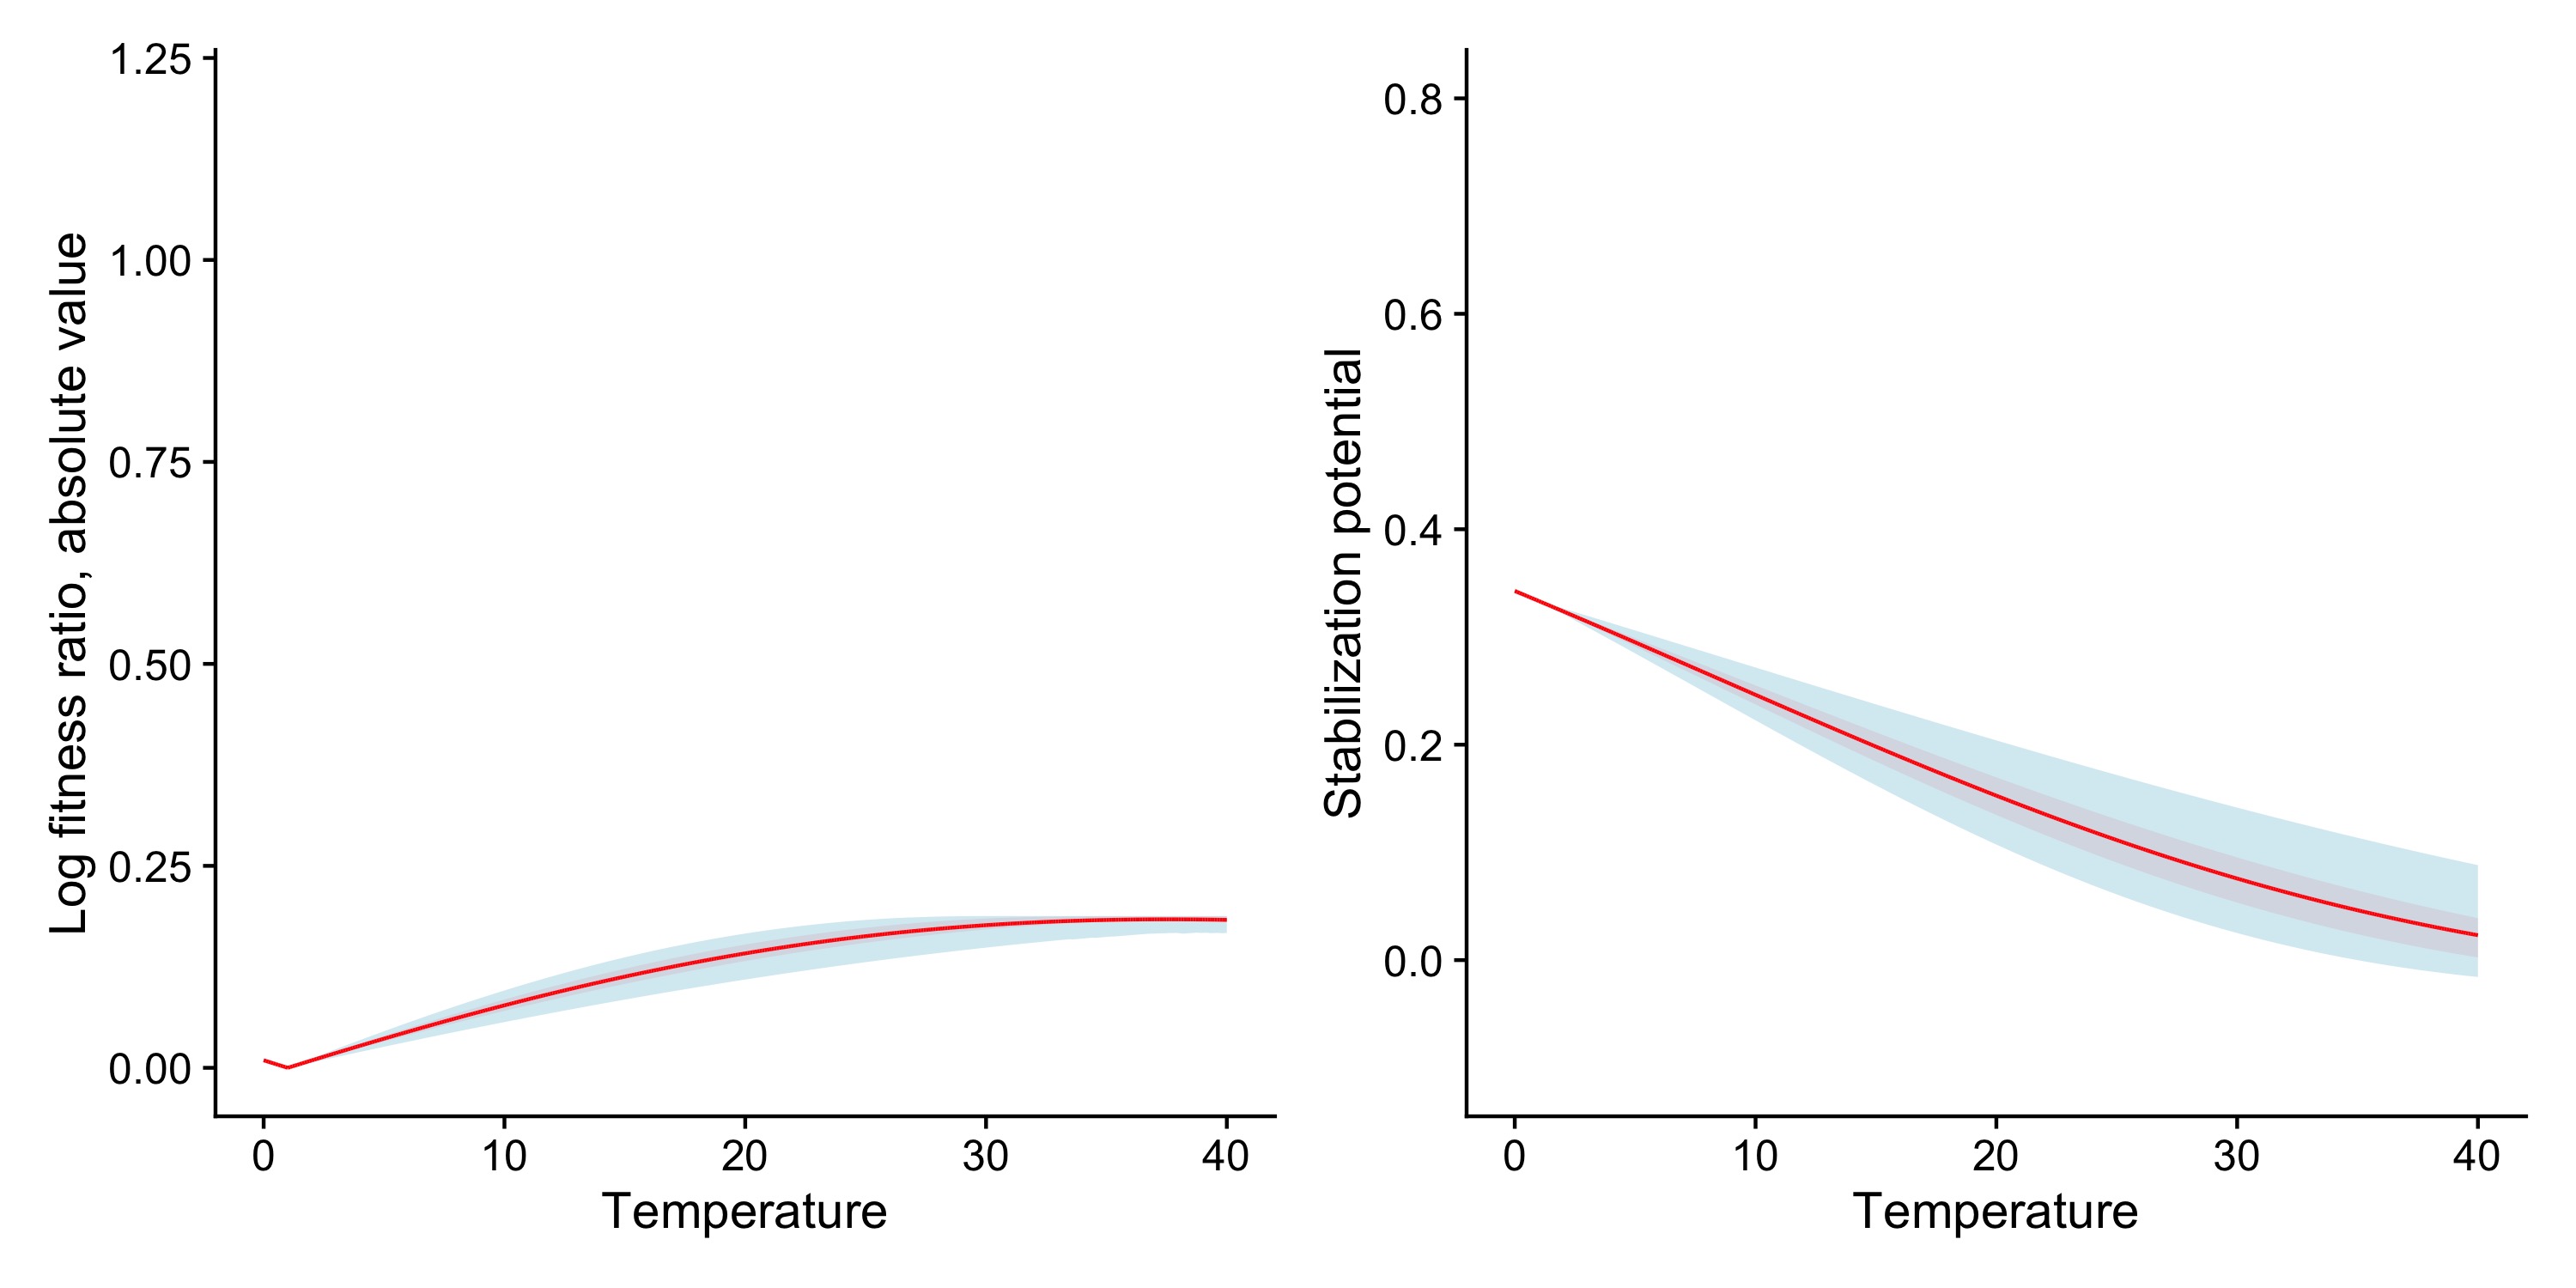 Log fitness ratio, absolute value
1.25
1.00
0.75
0.50
0.25
0.00
0 10 20 30 40
Temperature
Stabilization potential
0.8
0.6
0.4
0.2
0.0
0 10 20 30 40
Temperature